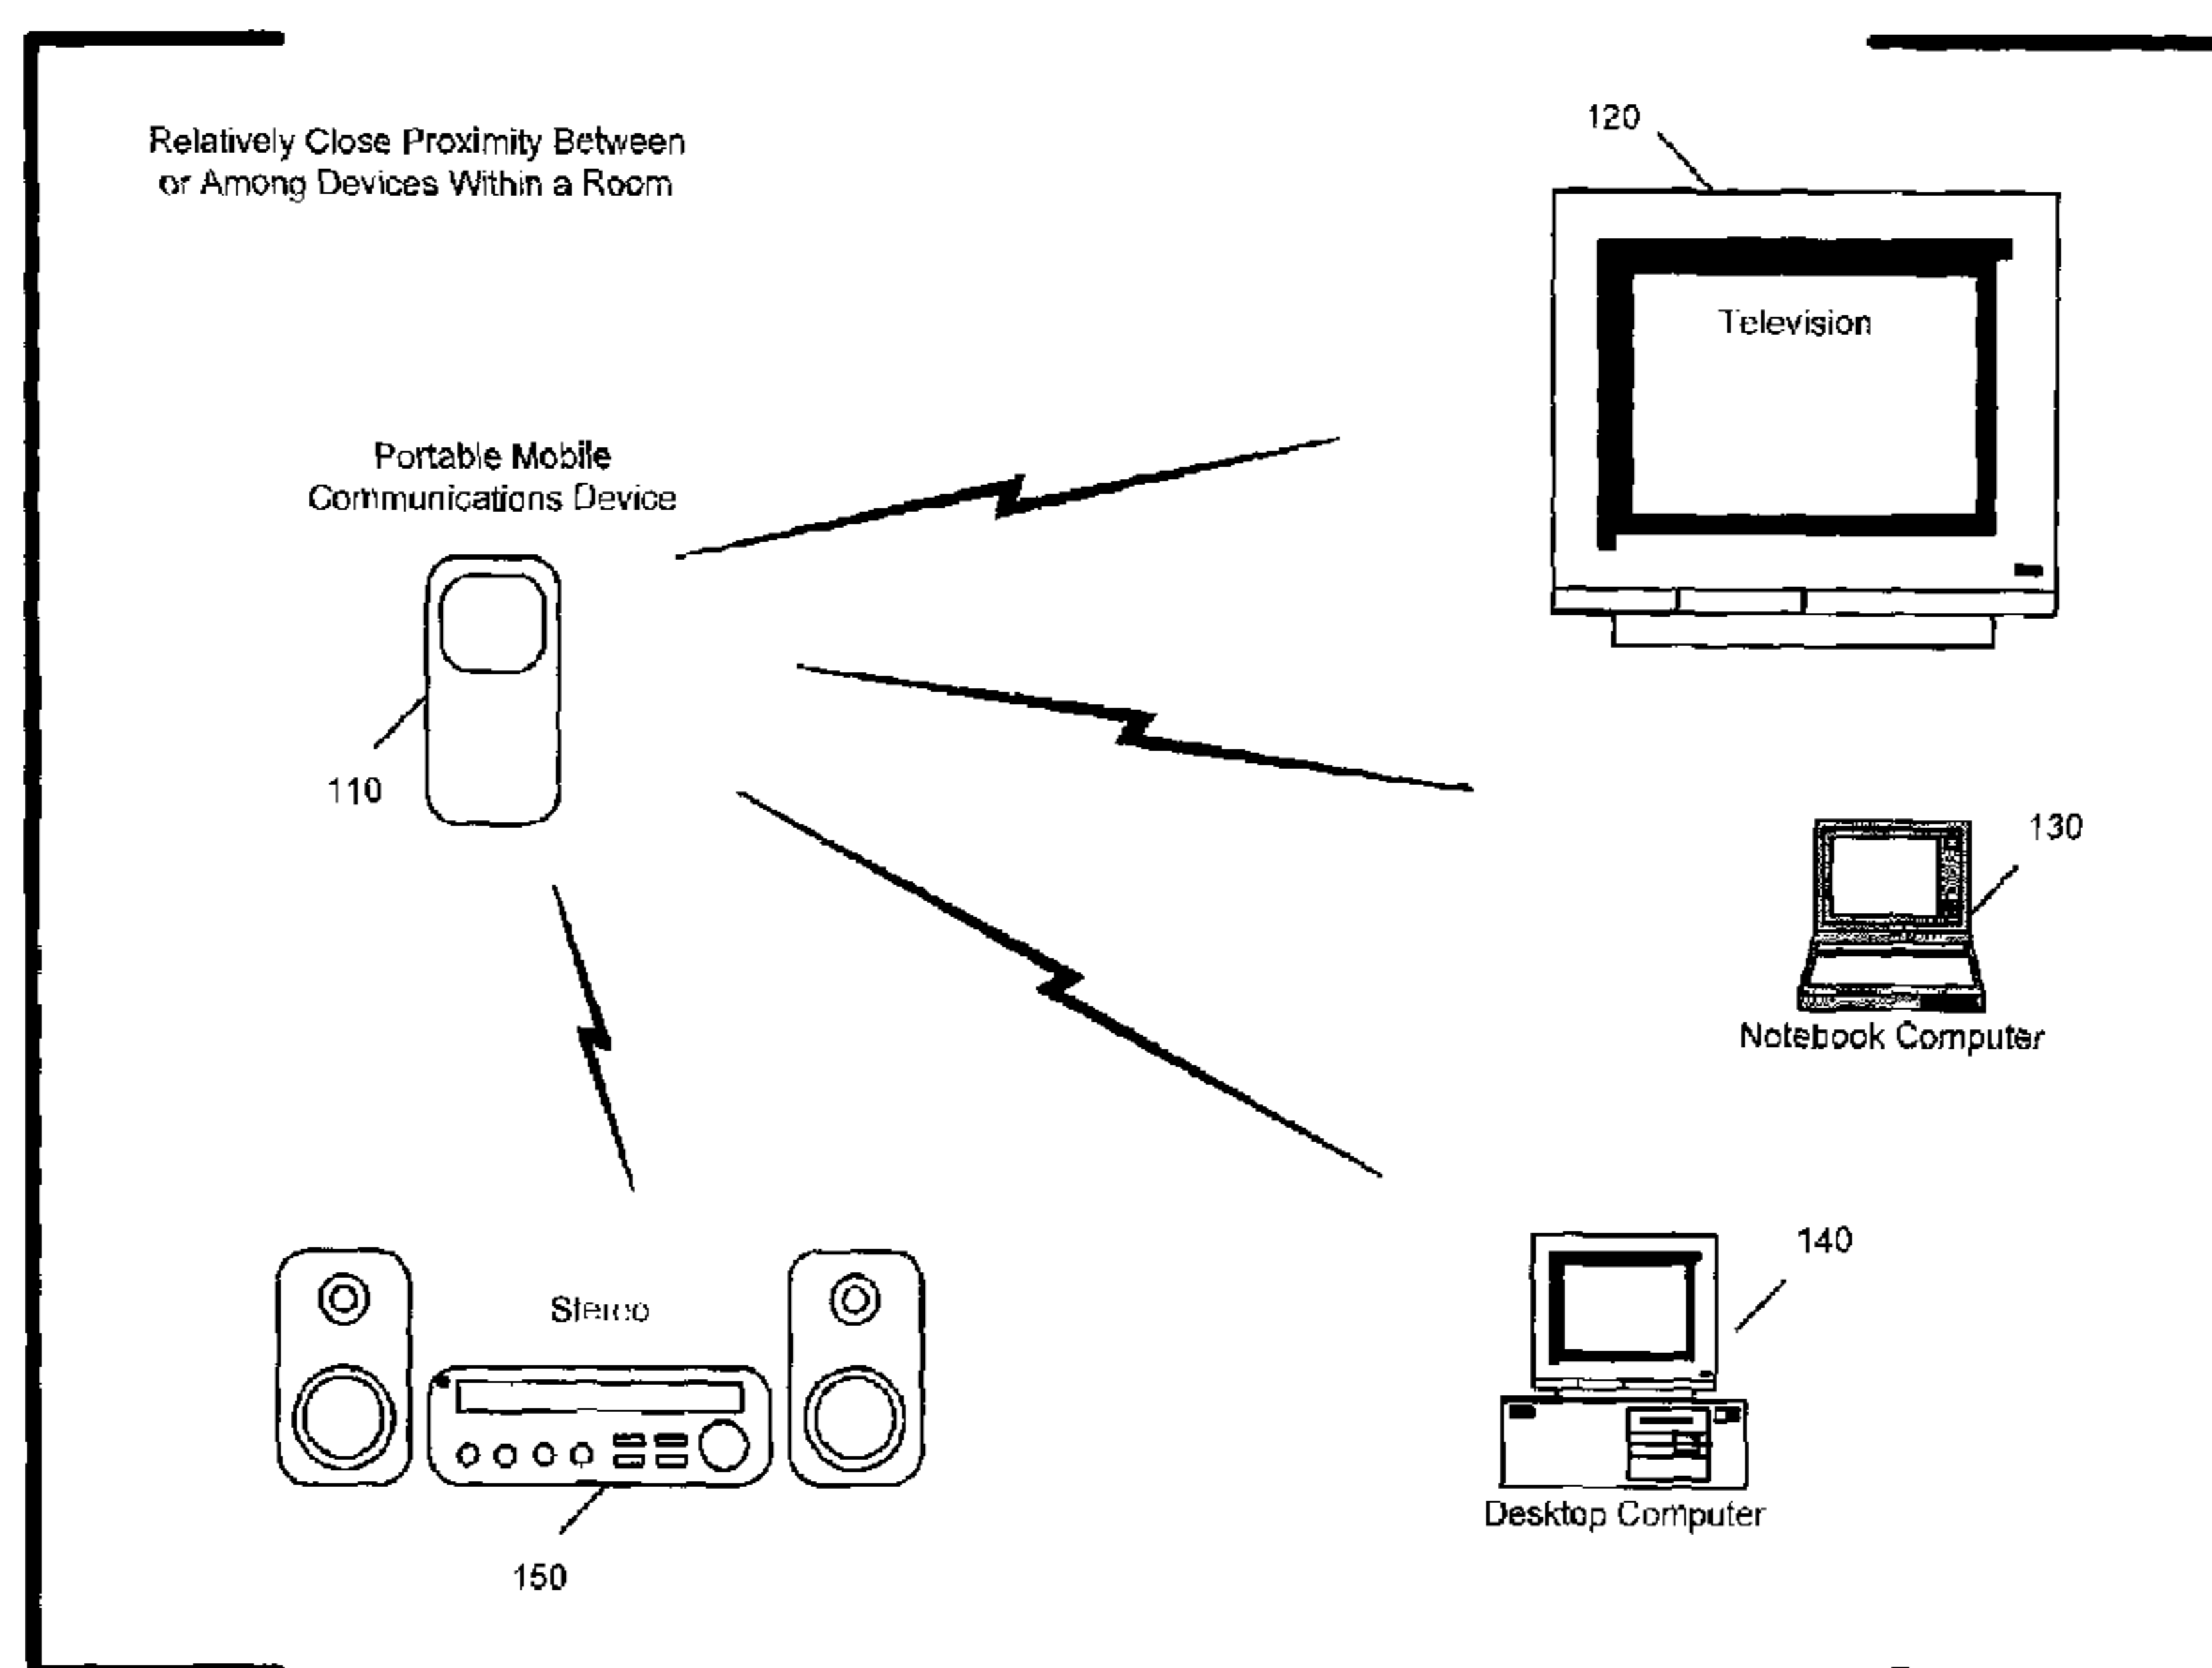 Relatively Close Proximity Between
or Among Devices Within a Room
120
Television
Portable Mobile
Communications Device
110
130
Notebook Computer
140
Stereo
Desktop Computer
150